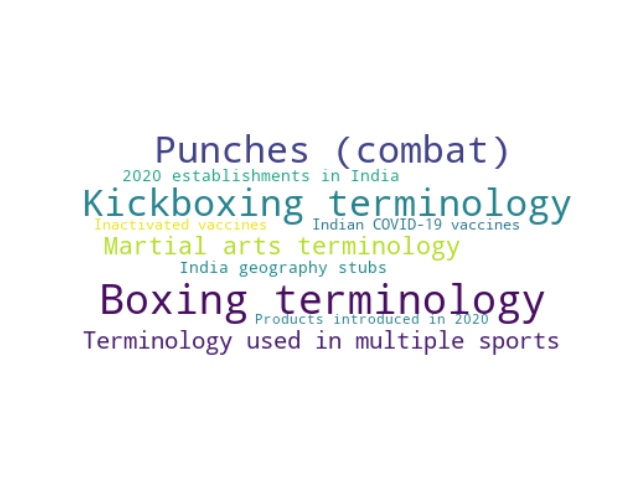 Punches (combat)
2020 establishments in India
Kickboxing terminology
Inactivated vaccines
Indian COVID-19 vaccines
Martial arts terminology
India geography stubs
Boxing terminology
Products introduced in 2020
Terminology used in multiple sports